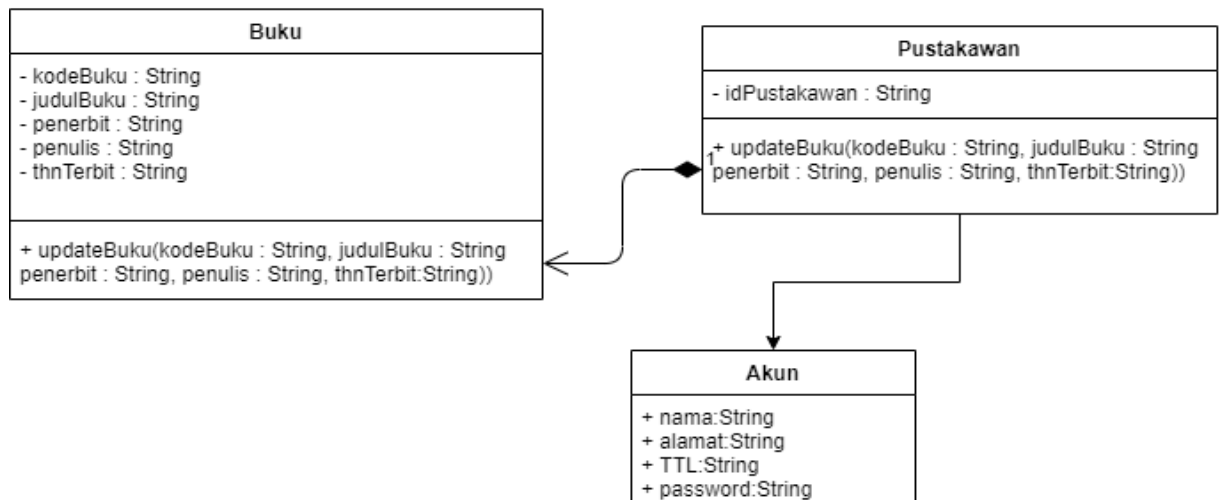 Buku
- kodeBuku : String
- judulBuku : String
- penerbit : String
- penulis : String
- thnTerbit : String
+ updateBuku(kodeBuku : String, judulBuku : String
penerbit : String, penulis : String, thnTerbit:String))
Pustakawan
- idPustakawan : String
+ updateBuku(kodeBuku : String, judulBuku : String
penerbit : String, penulis : String, thnTerbit:String))
1
Akun
+ nama:String
+ alamat:String
+ TTL:String
+ password:String